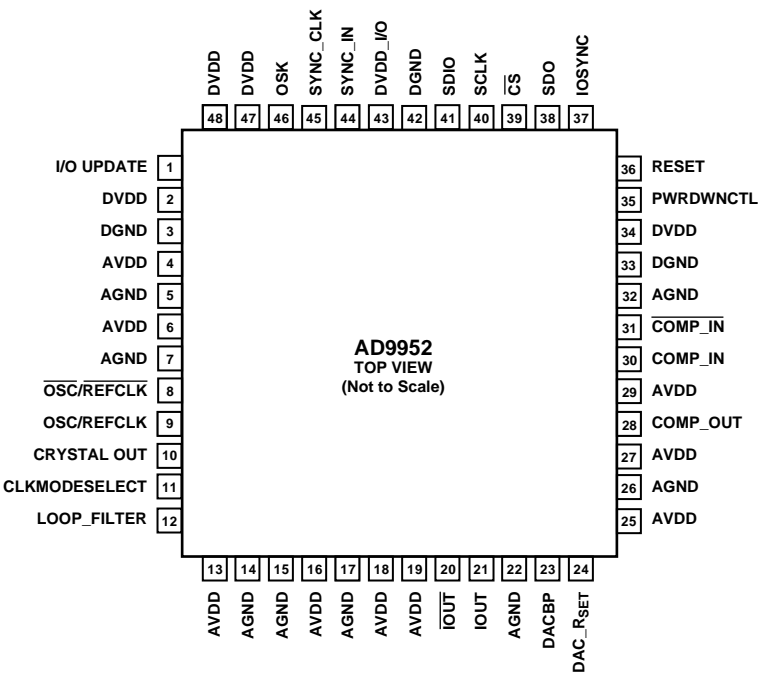 DVDD
DVDD
OSK
SYNC_CLK
SYNC_IN
DVDD_I/O
DGND
SDIO
SCLK
CS
SDO
IOSYNC
48 47 46 45 44 43 42 41 40 39 38 37
I/O UPDATE 1
DVDD 2
DGND 3
AVDD 4
AGND 5
AVDD 6
AGND 7
OSC/REFCLK 8
OSC/REFCLK 9
CRYSTAL OUT 10
CLKMODESELECT 11
LOOP_FILTER 12
AD9952
TOP VIEW
(Not to Scale)
36 RESET
35 PWRDWNCTL
34 DVDD
33 DGND
32 AGND
31 COMP_IN
30 COMP_IN
29 AVDD
28 COMP_OUT
27 AVDD
26 AGND
25 AVDD
13 14 15 16 17 18 19 20 21 22 23 24
AVDD
AGND
AGND
AVDD
AGND
AVDD
AVDD
IOUT
IOUT
AGND
DACBP
DAC_RSET